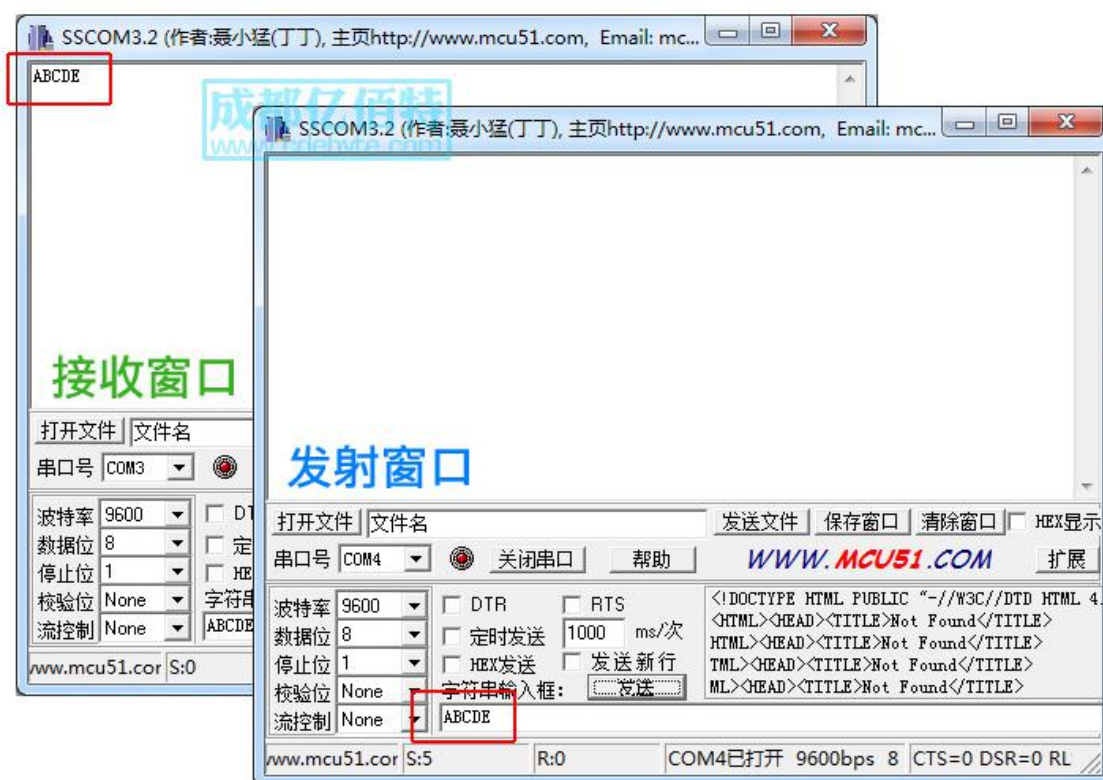 SSCOM3.2 (作者:聂小猛(丁丁), 主页http://www.mcu51.com, Email: mc...
ABCDE
成都亿佰特
www.cdebyte.com
接收窗口
打开文件 文件名
串口号 COM3
波特率 9600 DT
数据位 8 定
停止位 1 HE
校验位 None 字符串
流控制 None ABCDE
www.mcu51.cor S:0
SSCOM3.2 (作者:聂小猛(丁丁), 主页http://www.mcu51.com, Email: mc...
发射窗口
打开文件 文件名 发送文件 保存窗口 清除窗口 HEX显示
串口号 COM4 关闭串口 帮助 WWW.MCU51.COM 扩展
波特率 9600 DTR RTS
数据位 8 定时发送 1000 ms/次
停止位 1 HEX发送 发送新行
校验位 None 字符串输入框: 发送
流控制 None ABCDE
<!DOCTYPE HTML PUBLIC "-//W3C//DTD HTML 4.
<HTML><HEAD><TITLE>Not Found</TITLE>
HTML><HEAD><TITLE>Not Found</TITLE>
TML><HEAD><TITLE>Not Found</TITLE>
ML><HEAD><TITLE>Not Found</TITLE>
www.mcu51.cor S:5 R:0 COM4已打开 9600bps 8 CTS=0 DSR=0 RL